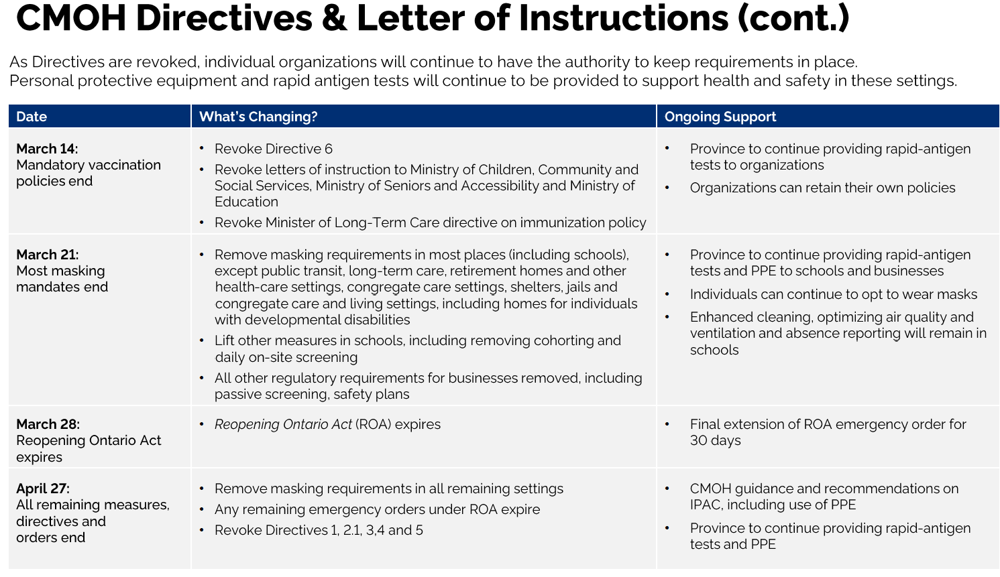 CMOH Directives & Letter of Instructions (cont.)
As Directives are revoked, individual organizations will continue to have the authority to keep requirements in place.
Personal protective equipment and rapid antigen tests will continue to be provided to support health and safety in these settings.
Date
What's Changing?
Ongoing Support
March 14:
Mandatory vaccination
policies end
• Revoke Directive 6
• Revoke letters of instruction to Ministry of Children, Community and
Social Services, Ministry of Seniors and Accessibility and Ministry of
Education
• Revoke Minister of Long-Term Care directive on immunization policy
• Province to continue providing rapid-antigen
tests to organizations
• Organizations can retain their own policies
March 21:
Most masking
mandates end
• Remove masking requirements in most places (including schools),
except public transit, long-term care, retirement homes and other
health-care settings, congregate care settings, shelters, jails and
congregate care and living settings, including homes for individuals
with developmental disabilities
• Lift other measures in schools, including removing cohorting and
daily on-site screening
• All other regulatory requirements for businesses removed, including
passive screening, safety plans
• Province to continue providing rapid-antigen
tests and PPE to schools and businesses
• Individuals can continue to opt to wear masks
• Enhanced cleaning, optimizing air quality and
ventilation and absence reporting will remain in
schools
March 28:
Reopening Ontario Act
expires
• Reopening Ontario Act (ROA) expires
• Final extension of ROA emergency order for
30 days
April 27:
All remaining measures,
directives and
orders end
• Remove masking requirements in all remaining settings
• Any remaining emergency orders under ROA expire
• Revoke Directives 1, 2.1, 3,4 and 5
• CMOH guidance and recommendations on
IPAC, including use of PPE
• Province to continue providing rapid-antigen
tests and PPE